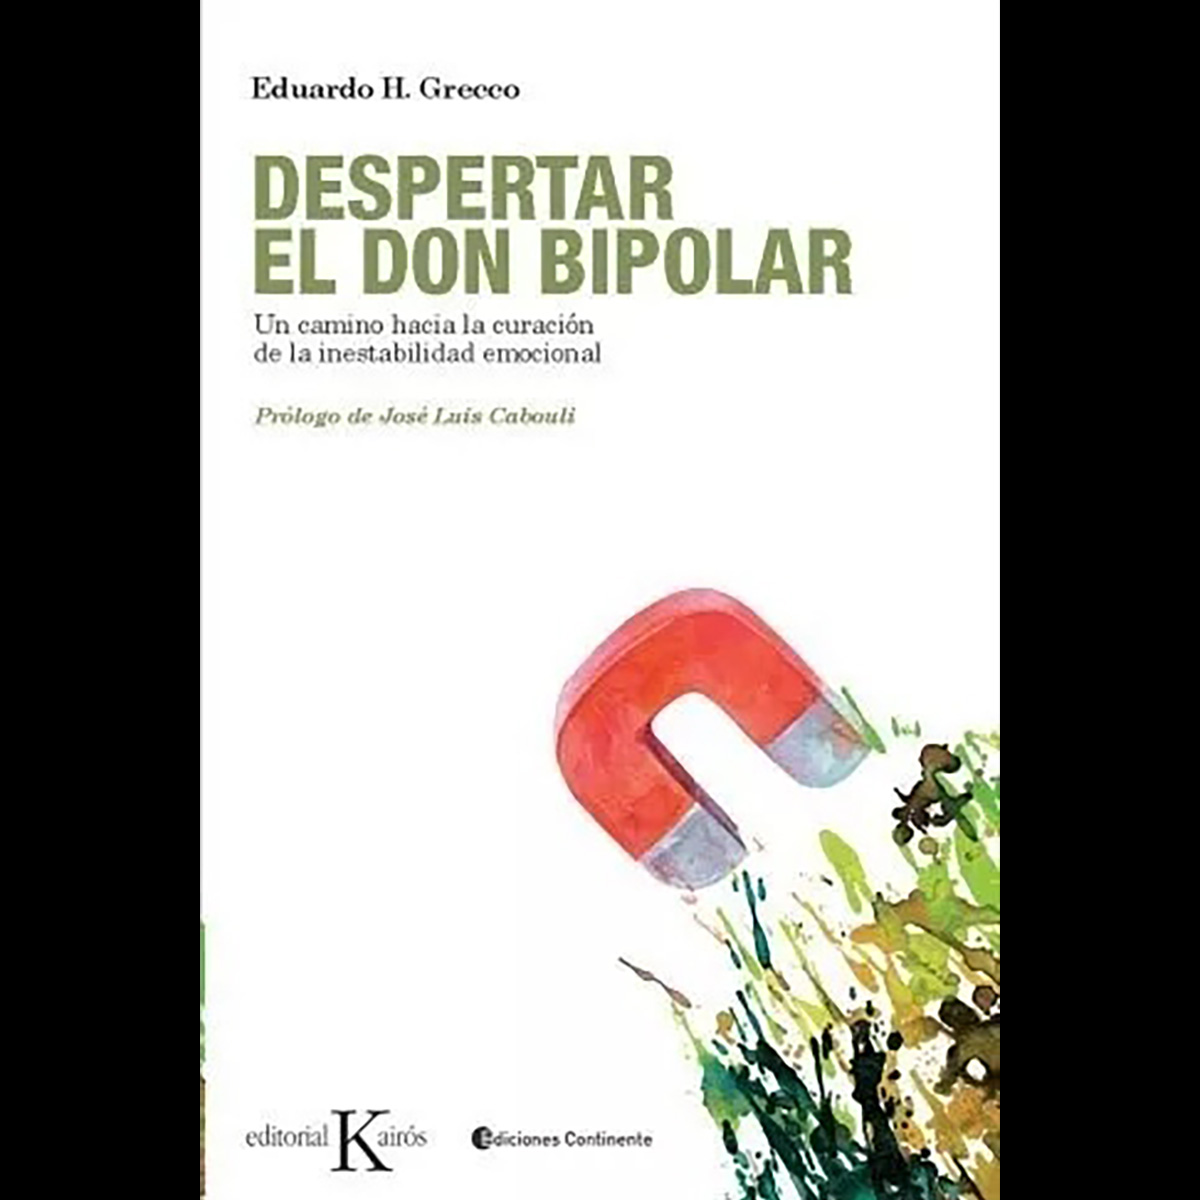 Eduardo H. Grecco
DESPERTAR
EL DON BIPOLAR
Un camino hacia la curación
de la inestabilidad emocional
Prólogo de José Luis Cabouli
editorial Kairós
Ediciones Continente